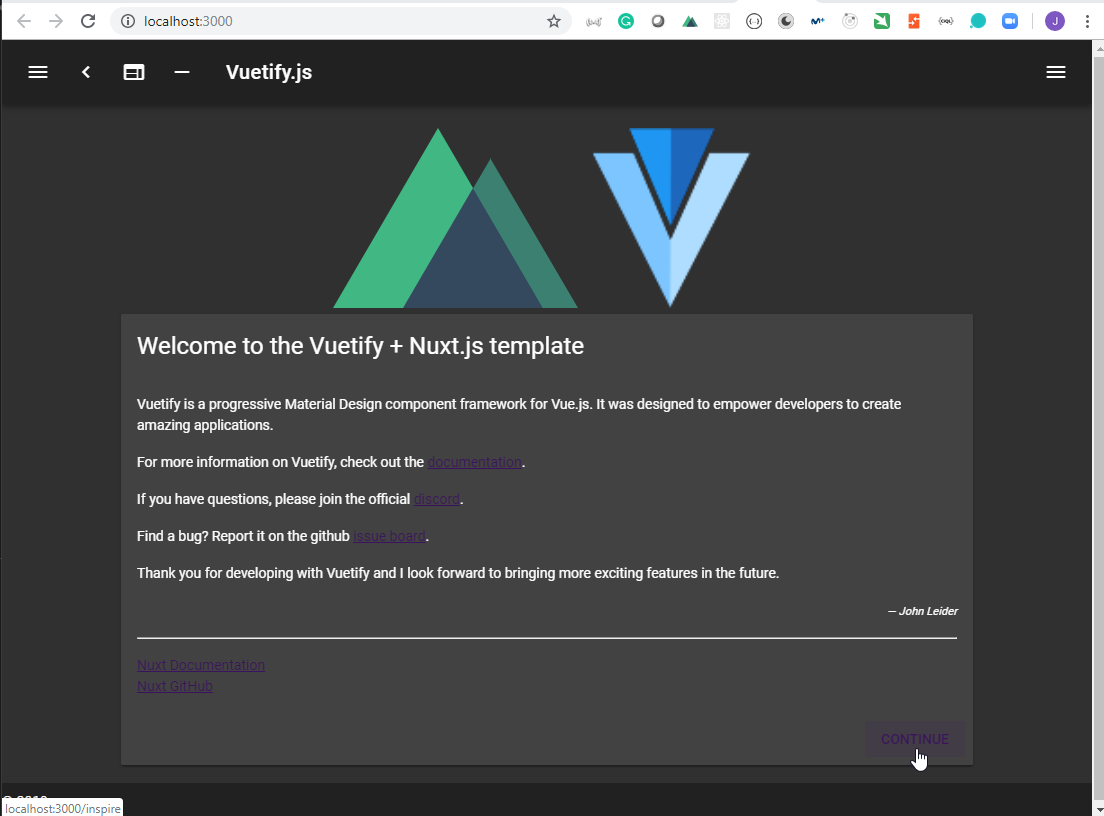 localhost:3000
Vuetify.js
Welcome to the Vuetify + Nuxt.js template
Vuetify is a progressive Material Design component framework for Vue.js. It was designed to empower developers to create
amazing applications.
For more information on Vuetify, check out the documentation.
If you have questions, please join the official discord.
Find a bug? Report it on the github issue board.
Thank you for developing with Vuetify and I look forward to bringing more exciting features in the future.
— John Leider
Nuxt Documentation
Nuxt GitHub
CONTINUE
localhost:3000/inspire